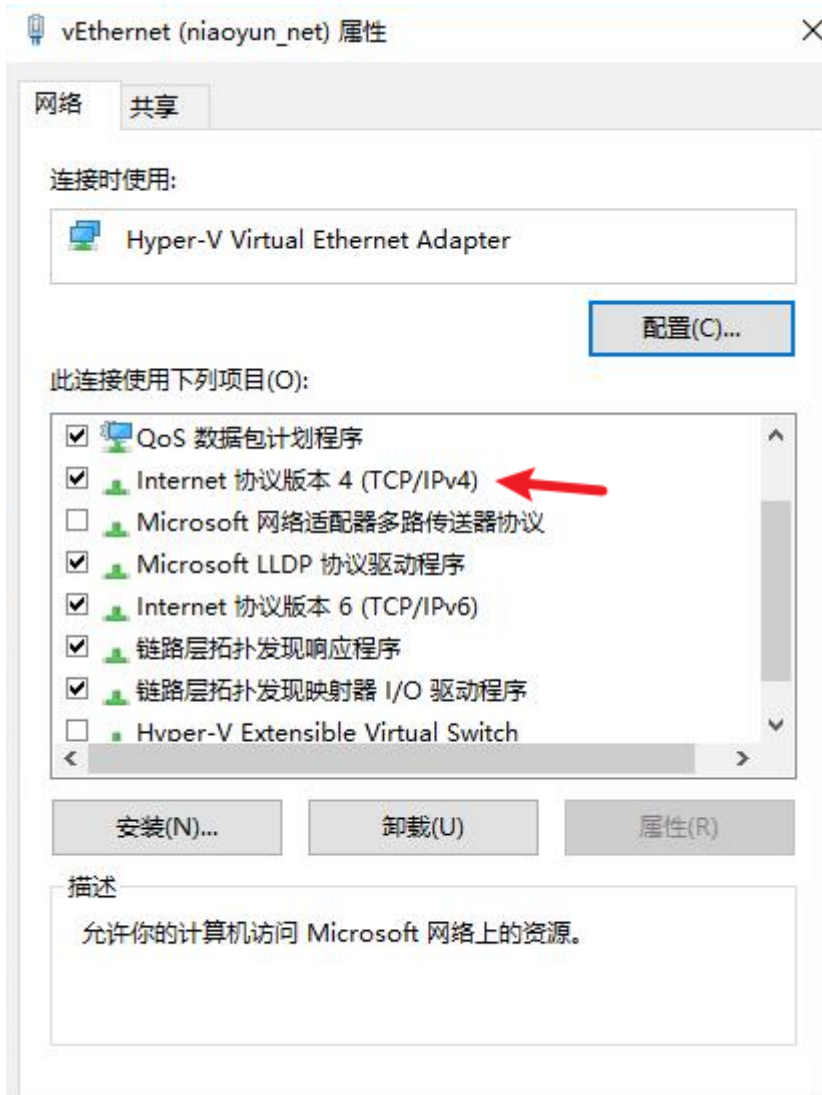 vEthernet (niaoyun_net) 属性
网络 共享
连接时使用:
Hyper-V Virtual Ethernet Adapter
配置(C)...
此连接使用下列项目(O):
QoS 数据包计划程序
Internet 协议版本 4 (TCP/IPv4)
Microsoft 网络适配器多路传送器协议
Microsoft LLDP 协议驱动程序
Internet 协议版本 6 (TCP/IPv6)
链路层拓扑发现响应程序
链路层拓扑发现映射器 I/O 驱动程序
Hyper-V Extensible Virtual Switch
安装(N)... 卸载(U) 属性(R)
描述
允许你的计算机访问 Microsoft 网络上的资源。